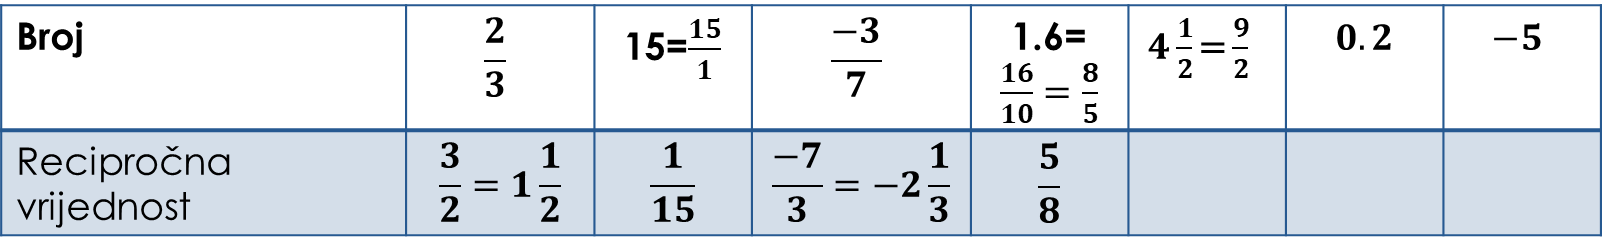 Broj 2/3 15=15/1 −3/7 1.6= 16/10 = 8/5 4 1/2 = 9/2 0.2 −5
Recipročna vrijednost 3/2 = 1 1/2 1/15 −7/3 = −2 1/3 5/8